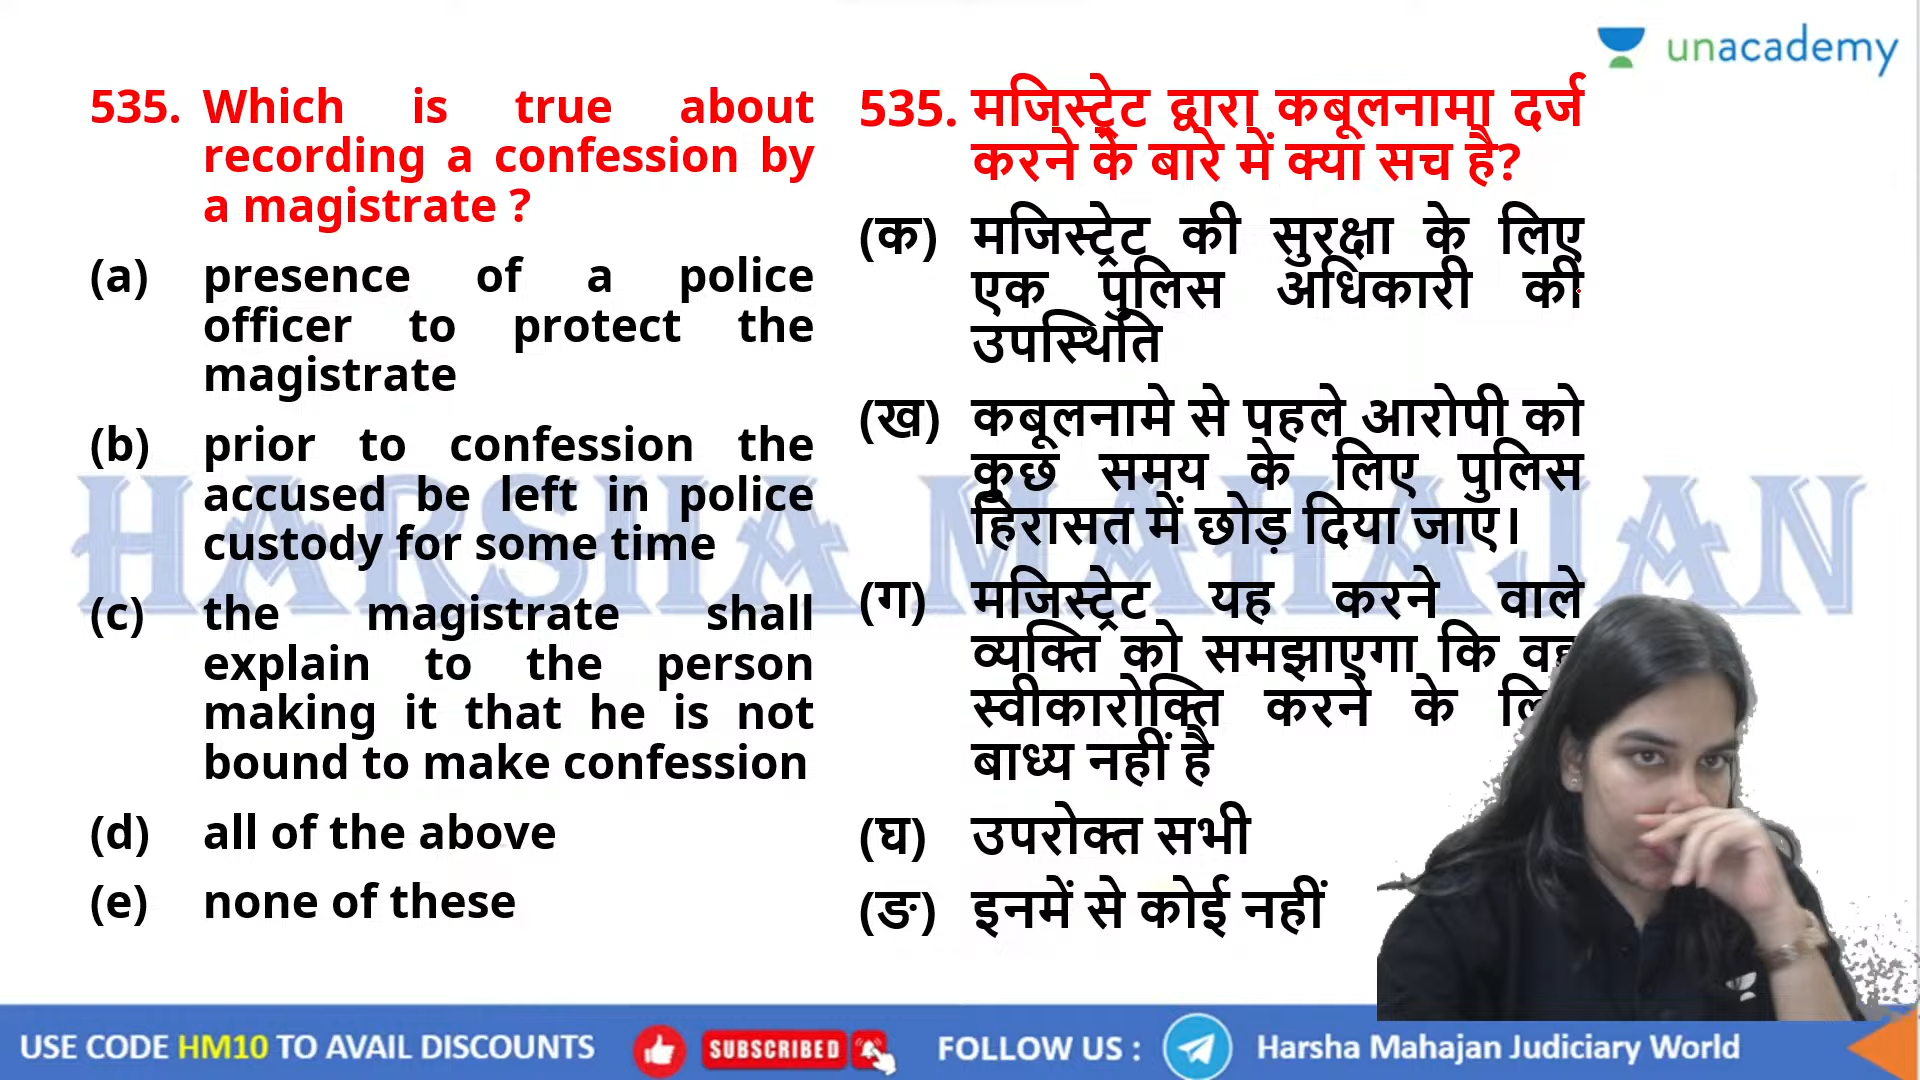 unacademy
535. Which is true about
recording a confession by
a magistrate ?
(a) presence of a police
officer to protect the
magistrate
(b) prior to confession the
accused be left in police
custody for some time
(c) the magistrate shall
explain to the person
making it that he is not
bound to make confession
(d) all of the above
(e) none of these
535. मजिस्ट्रेट द्वारा कबूलनामा दर्ज
करने के बारे में क्या सच है?
(क) मजिस्ट्रेट की सुरक्षा के लिए
एक पुलिस अधिकारी की
उपस्थिति
(ख) कबूलनामे से पहले आरोपी को
कुछ समय के लिए पुलिस
हिरासत में छोड़ दिया जाए।
(ग) मजिस्ट्रेट यह करने वाले
व्यक्ति को समझाएगा कि
स्वीकारोक्ति करने के
बाध्य नहीं है
(घ) उपरोक्त सभी
(ङ) इनमें से कोई नहीं
HARSHA MAHAJAN
USE CODE HM10 TO AVAIL DISCOUNTS
SUBSCRIBED
FOLLOW US :
Harsha Mahajan Judiciary World